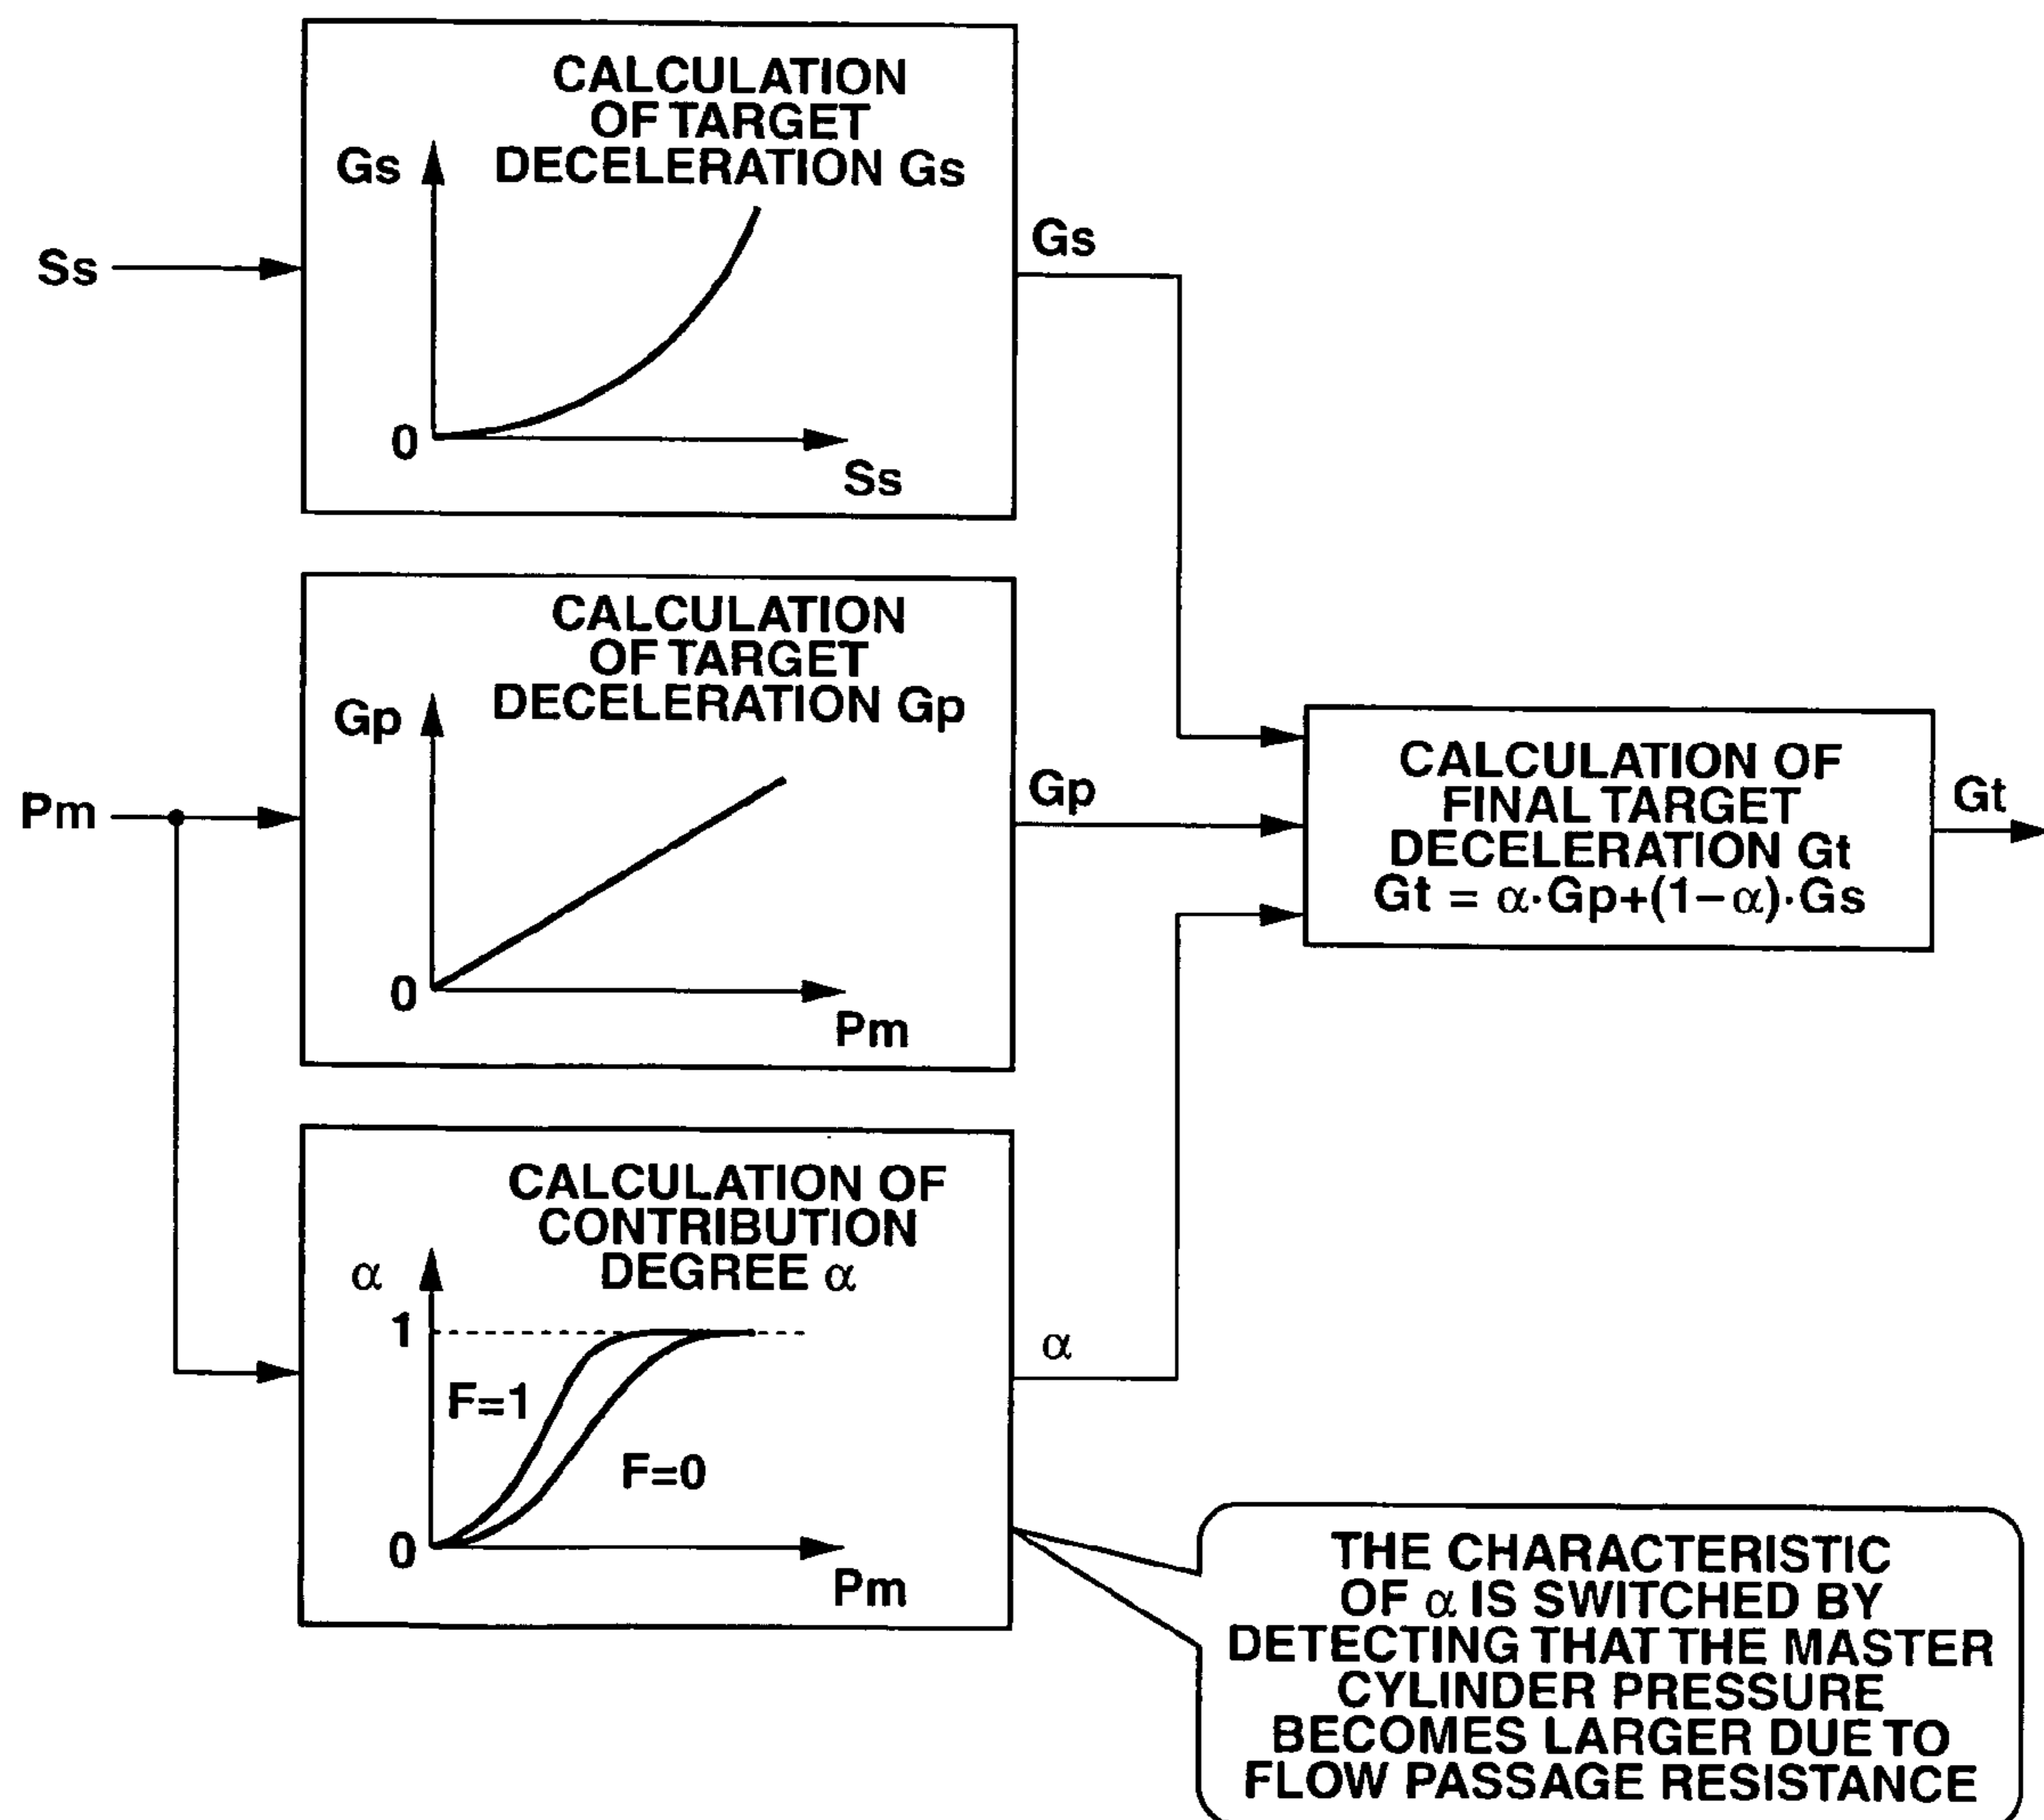 CALCULATION
OF TARGET
DECELERATION Gs
Gs
0
Ss
Ss
Gs
CALCULATION
OF TARGET
DECELERATION Gp
Gp
0
Pm
Pm
Gp
CALCULATION OF
FINAL TARGET
DECELERATION Gt
Gt = α·Gp+(1−α)·Gs
Gt
CALCULATION OF
CONTRIBUTION
DEGREE α
α
1
F=1
F=0
0
Pm
α
THE CHARACTERISTIC
OF α IS SWITCHED BY
DETECTING THAT THE MASTER
CYLINDER PRESSURE
BECOMES LARGER DUE TO
FLOW PASSAGE RESISTANCE